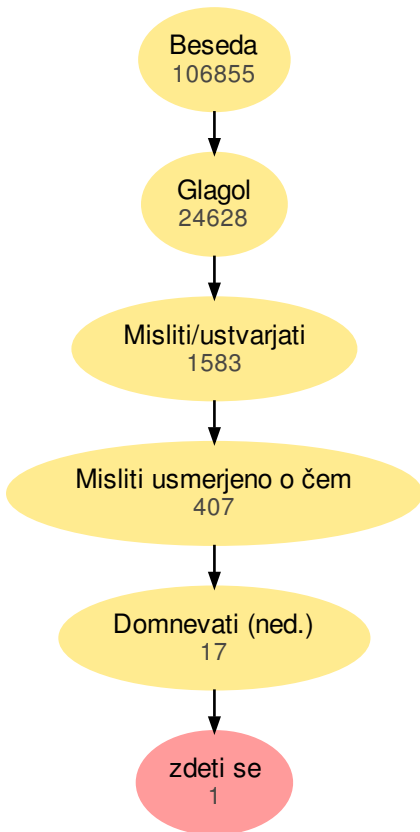 Beseda
106855
Glagol
24628
Misliti/ustvarjati
1583
Misliti usmerjeno o čem
407
Domnevati (ned.)
17
zdeti se
1